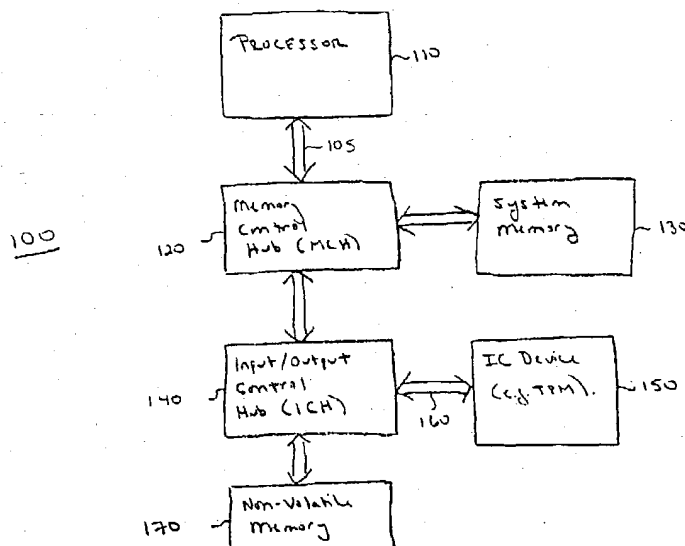 PROCESSOR
110
105
Memory
Control
Hub (MCH)
120
System
Memory
130
100
Input/Output
Control
Hub (ICH)
140
IC Device
(e.g. TPM).
150
160
Non-Volatile
Memory
170